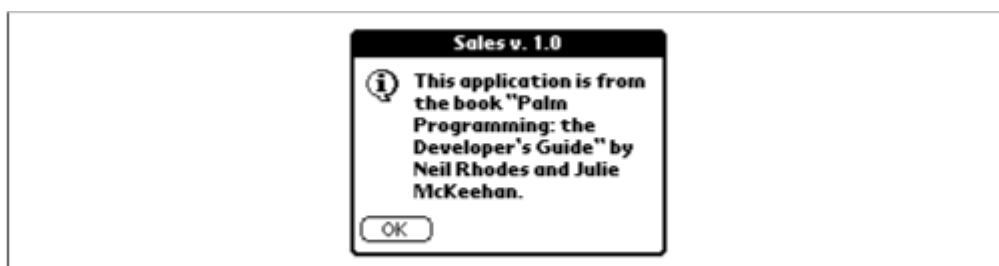 Sales v. 1.0
This application is from
the book "Palm
Programming: the
Developer's Guide" by
Neil Rhodes and Julie
McKeehan.
OK